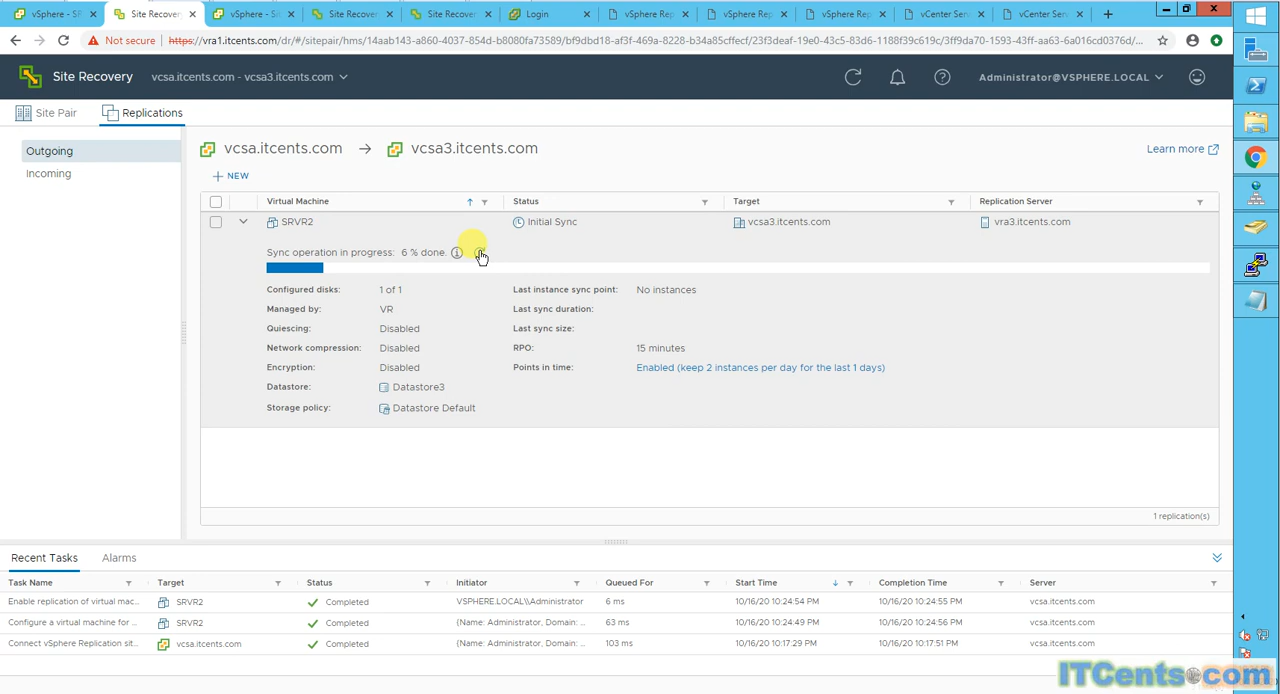 vSphere - SI
Site Recover
vSphere - Si
Site Recover
Site Recover
Login
vSphere Rep
vSphere Rep
vSphere Rep
vCenter Serv
vCenter Serv
Not secure
https://vra1.itcents.com/dr/#/sitepair/hms/14aab143-a860-4037-854d-b8080fa73589/bf9dbd18-af3f-469a-8228-b34a85cffecf/23f3deaf-19e0-43c5-83d6-1188f39c619c/3ff9da70-1593-43ff-aa63-6a016cd0376d/...
Site Recovery
vcsa.itcents.com - vcsa3.itcents.com
Administrator@VSPHERE.LOCAL
Site Pair
Replications
Outgoing
Incoming
vcsa.itcents.com → vcsa3.itcents.com
Learn more
NEW
Virtual Machine Status Target Replication Server
SRVR2 Initial Sync vcsa3.itcents.com vra3.itcents.com
Sync operation in progress: 6 % done.
Configured disks: 1 of 1 Last instance sync point: No instances
Managed by: VR Last sync duration:
Quiescing: Disabled Last sync size:
Network compression: Disabled RPO: 15 minutes
Encryption: Disabled Points in time: Enabled (keep 2 instances per day for the last 1 days)
Datastore: Datastore3
Storage policy: Datastore Default
1 replication(s)
Recent Tasks Alarms
Task Name Target Status Initiator Queued For Start Time Completion Time Server
Enable replication of virtual mac... SRVR2 Completed VSPHERE.LOCAL\\Administrator 6 ms 10/16/20 10:24:54 PM 10/16/20 10:24:55 PM vcsa.itcents.com
Configure a virtual machine for ... SRVR2 Completed {Name: Administrator, Domain: ... 63 ms 10/16/20 10:24:49 PM 10/16/20 10:24:56 PM vcsa.itcents.com
Connect vSphere Replication sit... vcsa.itcents.com Completed {Name: Administrator, Domain: ... 103 ms 10/16/20 10:17:29 PM 10/16/20 10:17:51 PM vcsa.itcents.com
ITCents.com